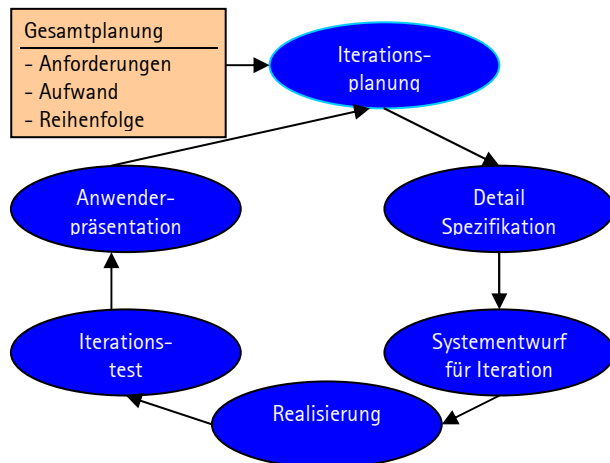 Gesamtplanung
- Anforderungen
- Aufwand
- Reihenfolge
Iterations-
planung
Detail
Spezifikation
Systementwurf
für Iteration
Realisierung
Iterations-
test
Anwender-
präsentation